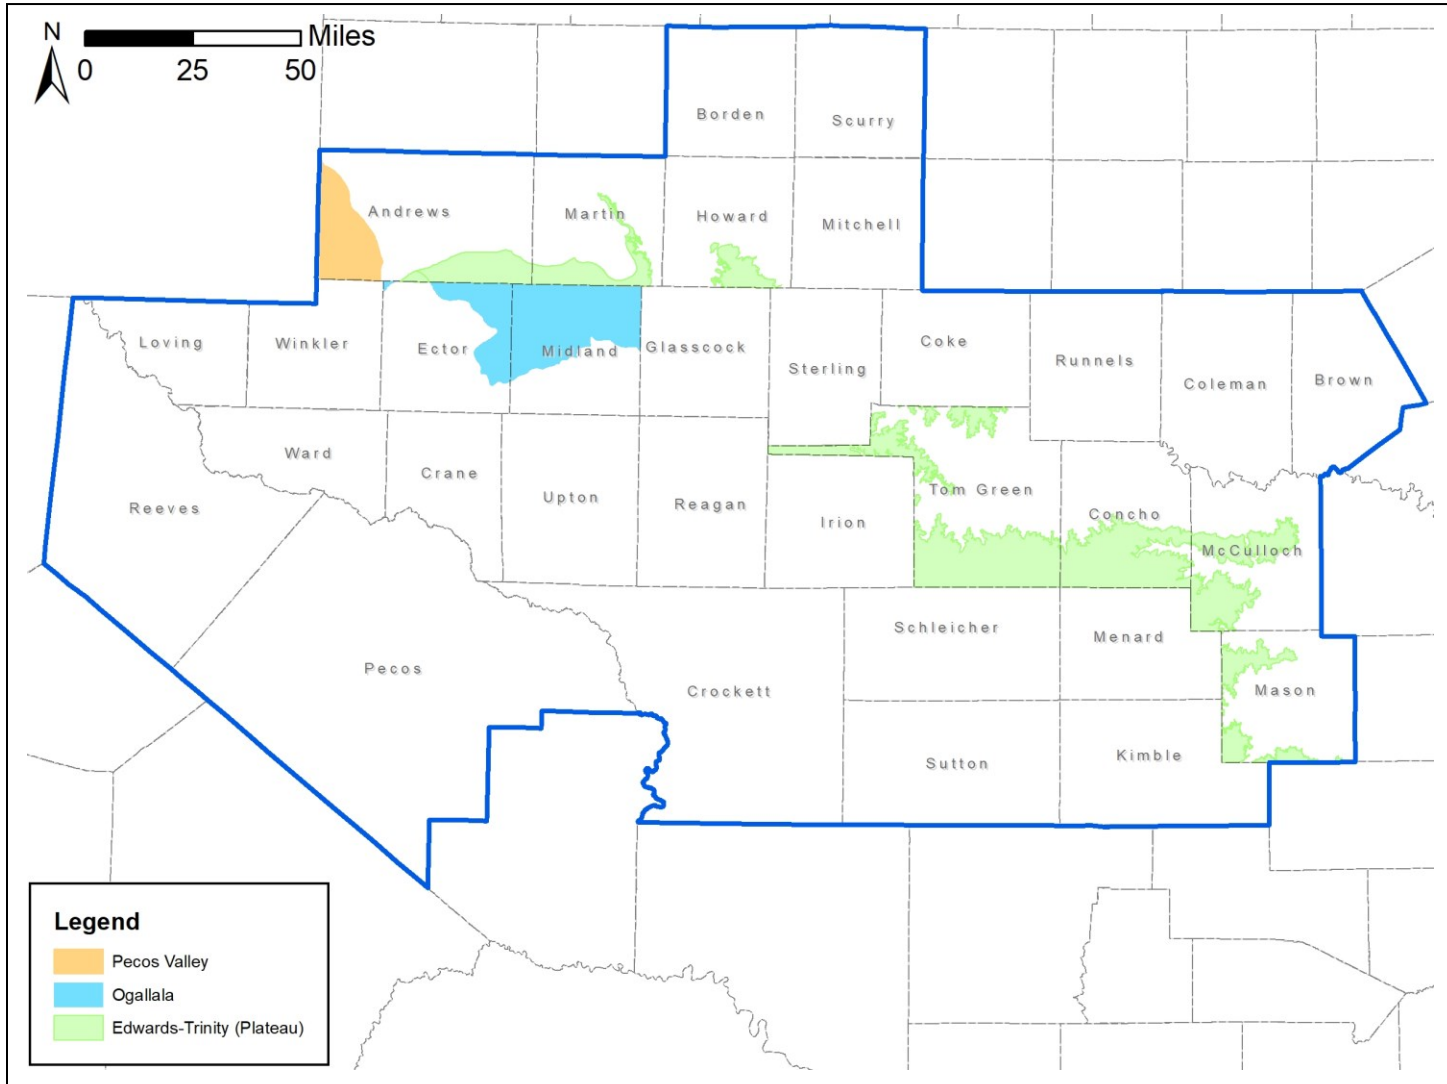 N
Miles
0 25 50
Borden
Scurry
Andrews
Martin
Howard
Mitchell
Loving
Winkler
Ector
Midland
Glasscock
Sterling
Coke
Runnels
Coleman
Brown
Ward
Crane
Upton
Reagan
Reeves
Irion
Tom Green
Concho
McCulloch
Schleicher
Menard
Pecos
Crockett
Mason
Sutton
Kimble
Legend
Pecos Valley
Ogallala
Edwards-Trinity (Plateau)